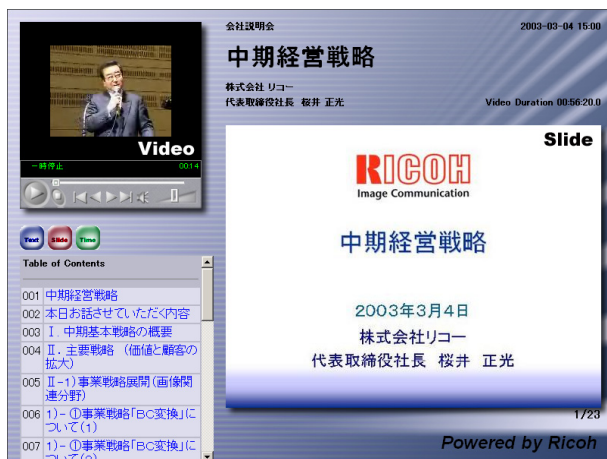 会社説明会
2003-03-04 15:00
中期経営戦略
株式会社 リコー
代表取締役社長 桜井 正光
Video Duration 00:56:20.0
Video
一時停止
0014
Text
Slide
Time
Table of Contents
001 中期経営戦略
002 本日お話させていただく内容
003 Ⅰ. 中期基本戦略の概要
004 Ⅱ. 主要戦略 (価値と顧客の
拡大)
005 Ⅱ-1)事業戦略展開(画像関
連分野)
006 1)-①事業戦略「BC変換」に
ついて(1)
007 1)-①事業戦略「BC変換」に
ついて(2)
Slide
RICOH
Image Communication
中期経営戦略
2003年3月4日
株式会社リコー
代表取締役社長 桜井 正光
1/23
Powered by Ricoh